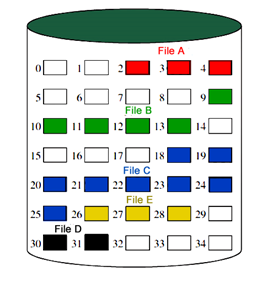 File A
0 1 2 3 4
5 6 7 8 9
File B
10 11 12 13 14
15 16 17 18 19
File C
20 21 22 23 24
File E
25 26 27 28 29
File D
30 31 32 33 34